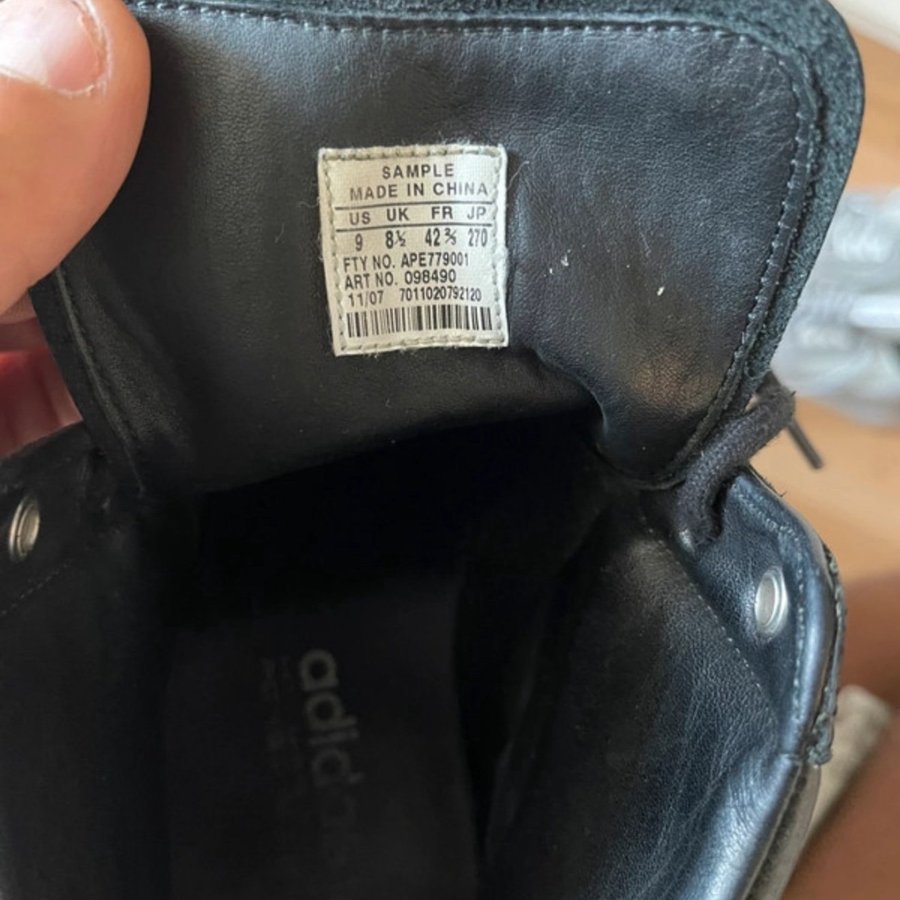 SAMPLE
MADE IN CHINA
US UK FR JP
9 8½ 42⅔ 270
FTY NO. APE779001
ART NO. 098490
11/07 7011020792120
adida